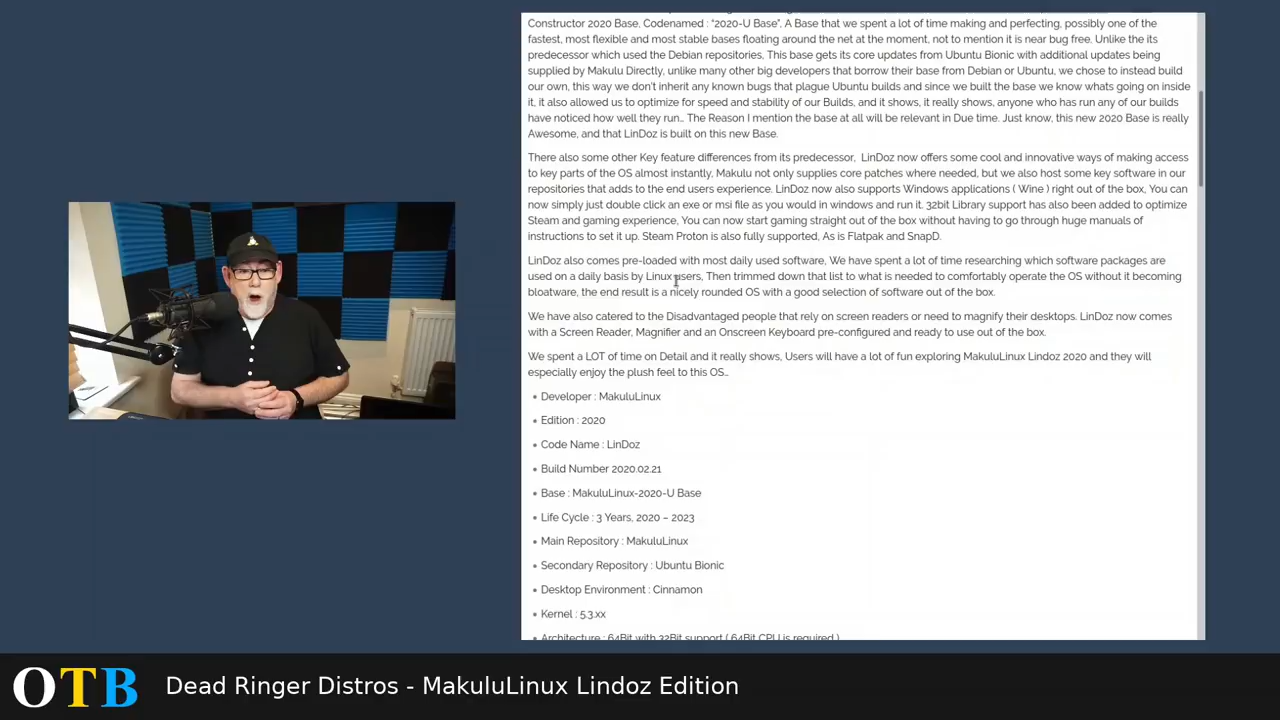 Constructor 2020 Base, Codenamed : “2020-U Base”, A Base that we spent a lot of time making and perfecting, possibly one of the
fastest, most flexible and most stable bases floating around the net at the moment, not to mention it is near bug free. Unlike the its
predecessor which used the Debian repositories, This base gets its core updates from Ubuntu Bionic with additional updates being
supplied by Makulu Directly, unlike many other big developers that borrow their base from Debian or Ubuntu, we chose to instead build
our own, this way we don't inherit any known bugs that plague Ubuntu builds and since we built the base we know whats going on inside
it, it also allowed us to optimize for speed and stability of our Builds, and it shows, it really shows, anyone who has run any of our builds
have noticed how well they run… The Reason I mention the base at all will be relevant in Due time. Just know, this new 2020 Base is really
Awesome, and that LinDoz is built on this new Base.
There also some other Key feature differences from its predecessor,  LinDoz now offers some cool and innovative ways of making access
to key parts of the OS almost instantly, Makulu not only supplies core patches where needed, but we also host some key software in our
repositories that adds to the end users experience. LinDoz now also supports Windows applications ( Wine ) right out of the box, You can
now simply just double click an exe or msi file as you would in windows and run it. 32bit Library support has also been added to optimize
Steam and gaming experience, You can now start gaming straight out of the box without having to go through huge manuals of
instructions to set it up. Steam Proton is also fully supported, As is Flatpak and SnapD.
LinDoz also comes pre-loaded with most daily used software, We have spent a lot of time researching which software packages are
used on a daily basis by Linux users, Then trimmed down that list to what is needed to comfortably operate the OS without it becoming
bloatware, the end result is a nicely rounded OS with a good selection of software out of the box.
We have also catered to the Disadvantaged people that rely on screen readers or need to magnify their desktops. LinDoz now comes
with a Screen Reader, Magnifier and an Onscreen Keyboard pre-configured and ready to use out of the box.
We spent a LOT of time on Detail and it really shows, Users will have a lot of fun exploring MakuluLinux Lindoz 2020 and they will
especially enjoy the plush feel to this OS…
• Developer : MakuluLinux
• Edition : 2020
• Code Name : LinDoz
• Build Number 2020.02.21
• Base : MakuluLinux-2020-U Base
• Life Cycle : 3 Years, 2020 – 2023
• Main Repository : MakuluLinux
• Secondary Repository : Ubuntu Bionic
• Desktop Environment : Cinnamon
• Kernel : 5.3.xx
• Architecture : 64Bit with 32Bit support ( 64Bit CPU is required )
OTB Dead Ringer Distros - MakuluLinux Lindoz Edition